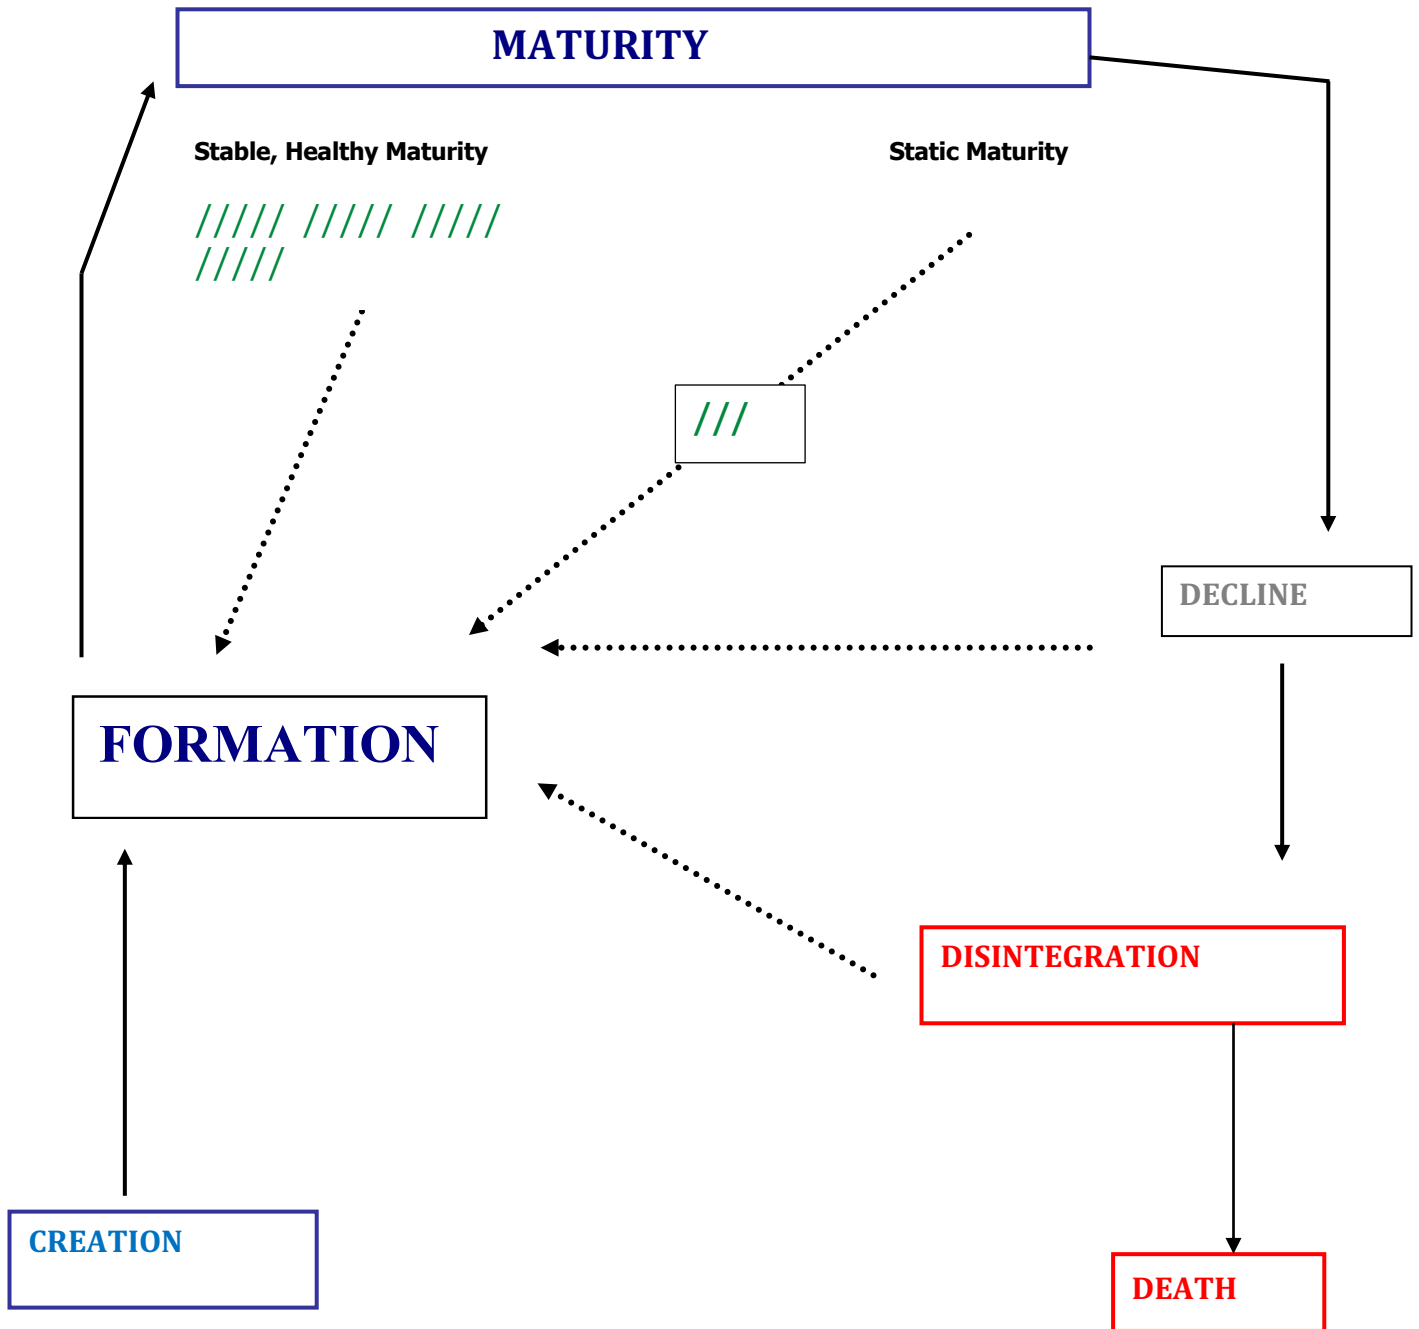 MATURITY
Stable, Healthy Maturity
Static Maturity
///// ///// /////
/////
///
DECLINE
FORMATION
DISINTEGRATION
CREATION
DEATH